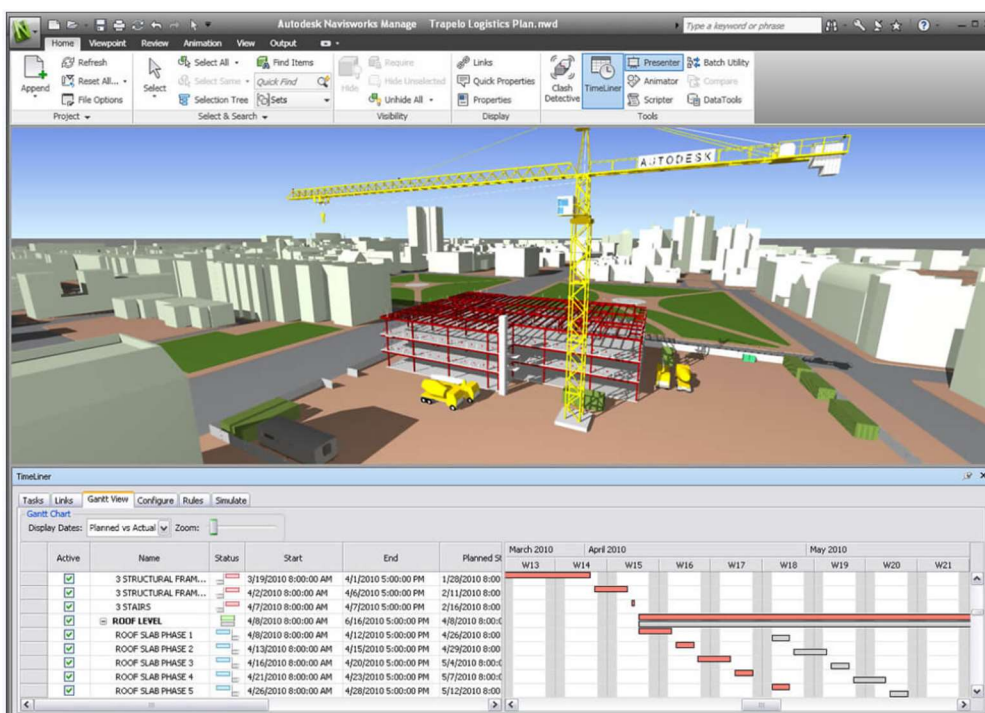 Autodesk Navisworks Manage Trapelo Logistics Plan.nwd
Type a keyword or phrase
Home Viewpoint Review Animation View Output
Append
Refresh
Reset All...
File Options
Project
Select
Select All
Select Same
Selection Tree
Find Items
Quick Find
Sets
Select & Search
Hide
Require
Hide Unselected
Unhide All
Visibility
Links
Quick Properties
Properties
Display
Clash Detective
TimeLiner
Presenter
Animator
Scripter
Batch Utility
Compare
DataTools
Tools
AUTODESK
TimeLiner
Tasks Links Gantt View Configure Rules Simulate
Gantt Chart
Display Dates: Planned vs Actual Zoom:
Active Name Status Start End Planned St
March 2010 April 2010 May 2010
W13 W14 W15 W16 W17 W18 W19 W20 W21
3 STRUCTURAL FRAM... 3/19/2010 8:00:00 AM 4/1/2010 5:00:00 PM 1/28/2010 8:00
3 STRUCTURAL FRAM... 4/2/2010 8:00:00 AM 4/6/2010 5:00:00 PM 2/11/2010 8:00
3 STAIRS 4/7/2010 8:00:00 AM 4/7/2010 5:00:00 PM 2/16/2010 8:00
ROOF LEVEL 4/8/2010 8:00:00 AM 6/16/2010 5:00:00 PM 4/8/2010 8:00:0
ROOF SLAB PHASE 1 4/8/2010 8:00:00 AM 4/12/2010 5:00:00 PM 4/26/2010 8:00
ROOF SLAB PHASE 2 4/13/2010 8:00:00 AM 4/15/2010 5:00:00 PM 4/29/2010 8:00
ROOF SLAB PHASE 3 4/16/2010 8:00:00 AM 4/20/2010 5:00:00 PM 5/4/2010 8:00:0
ROOF SLAB PHASE 4 4/21/2010 8:00:00 AM 4/23/2010 5:00:00 PM 5/7/2010 8:00:0
ROOF SLAB PHASE 5 4/26/2010 8:00:00 AM 4/28/2010 5:00:00 PM 5/12/2010 8:00